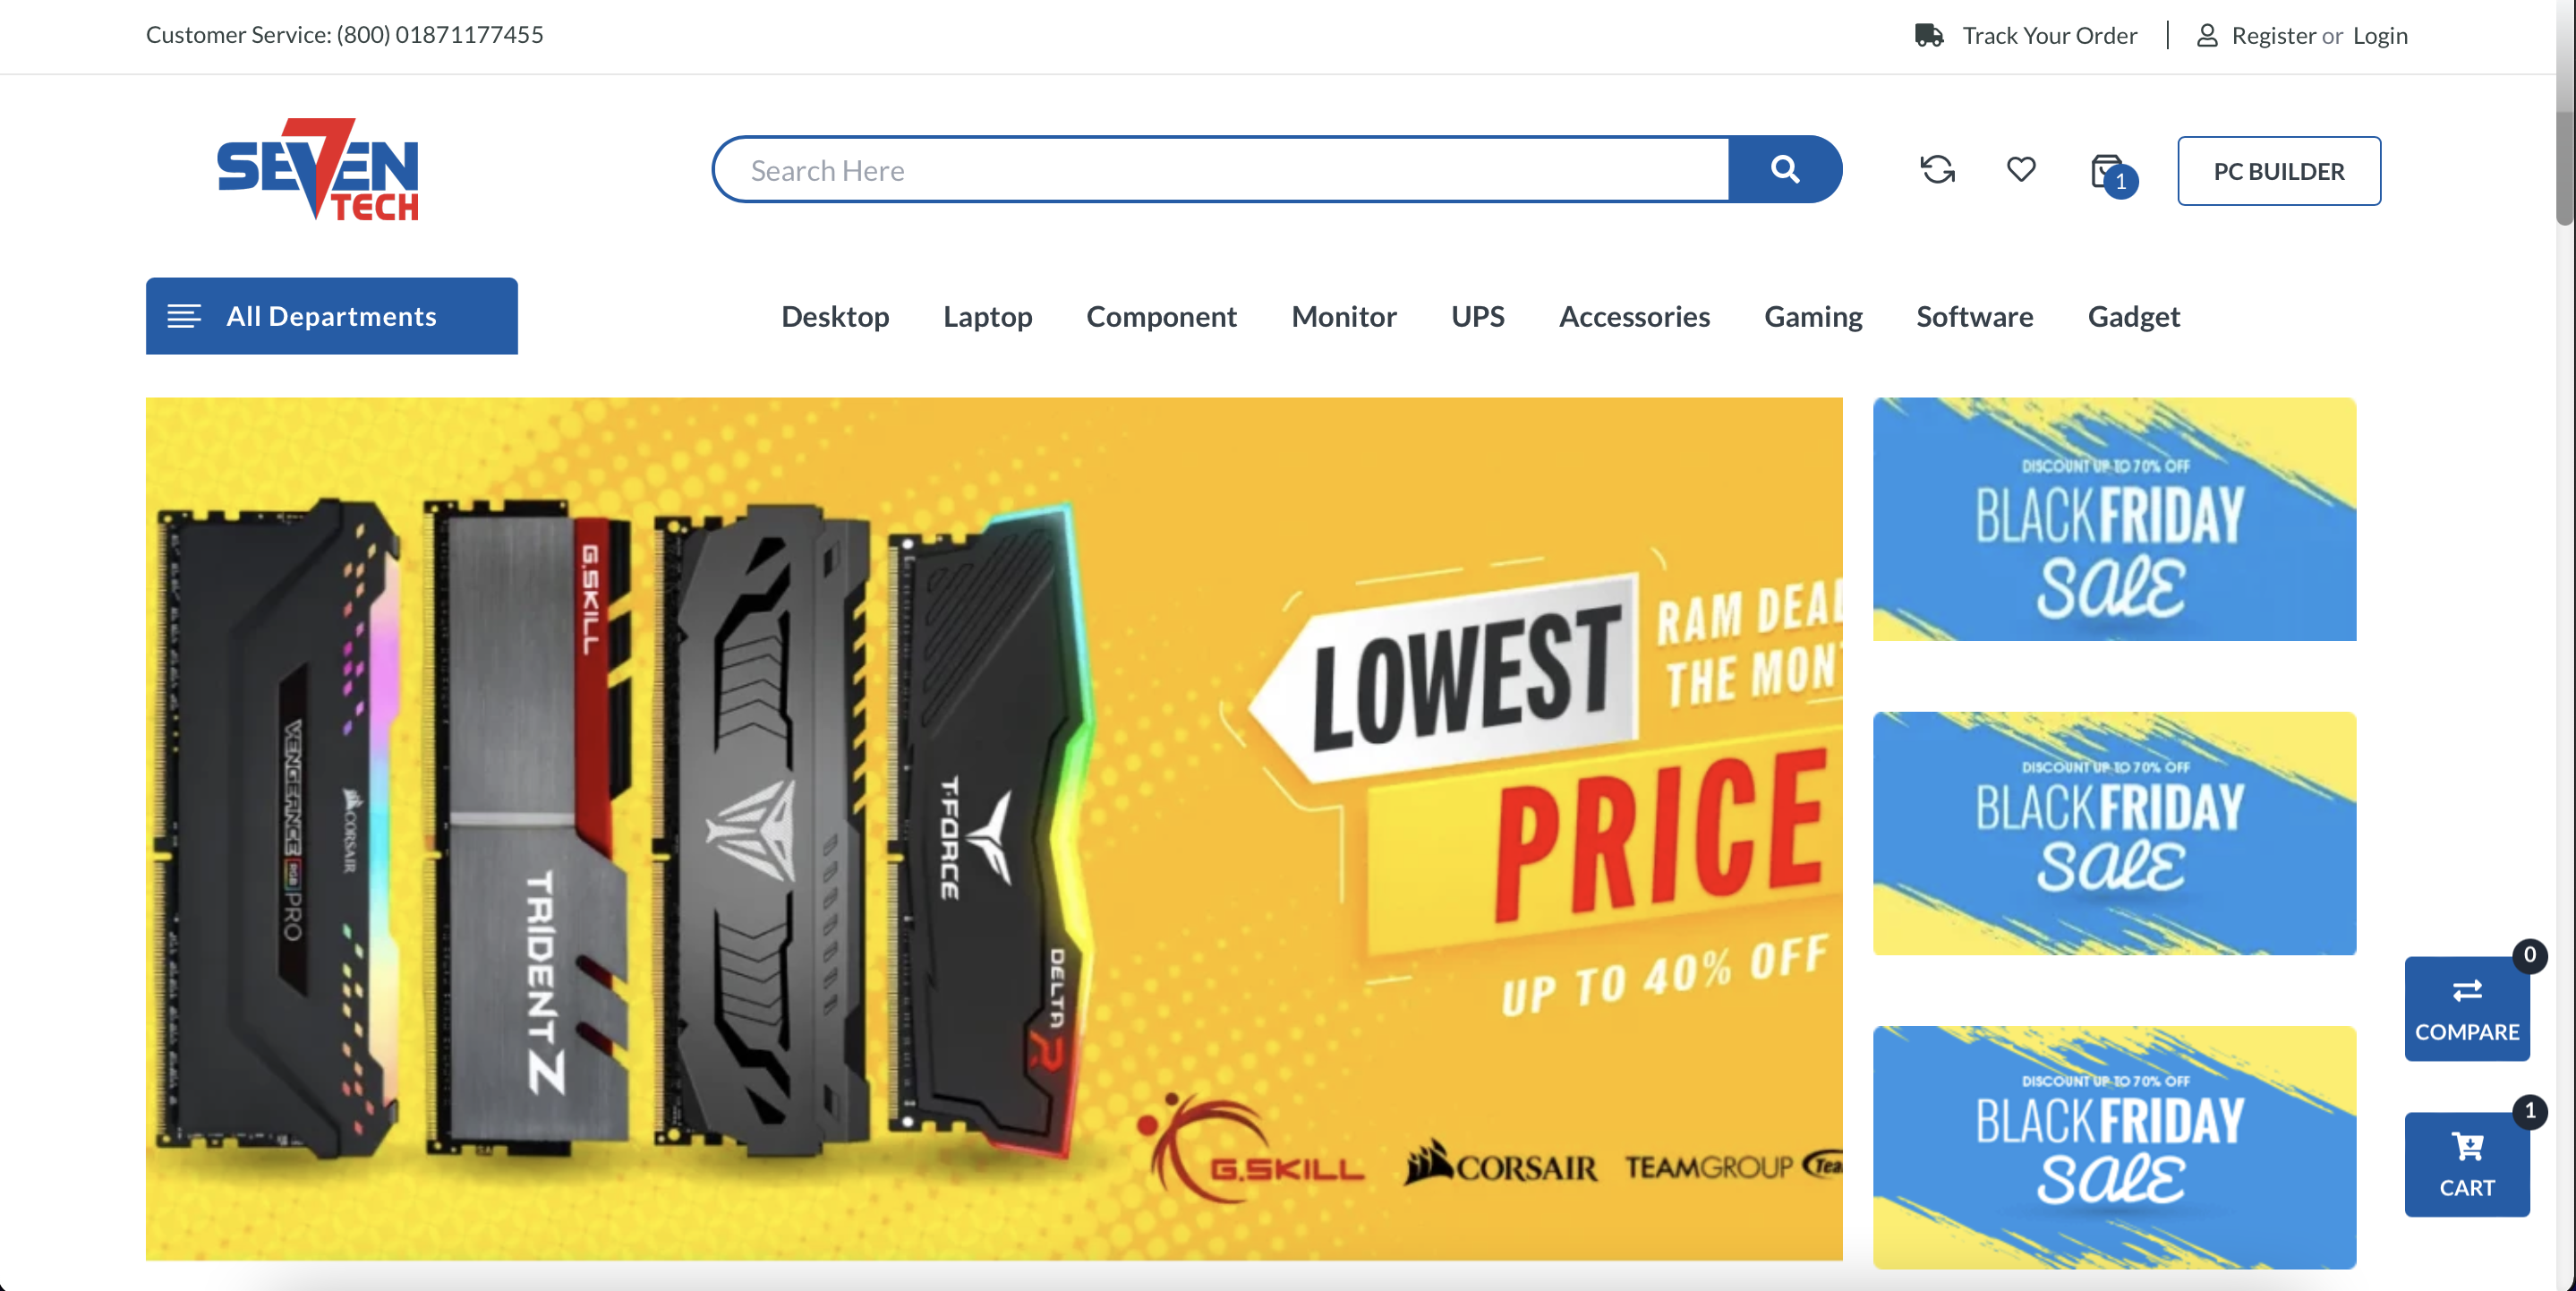 Customer Service: (800) 01871177455
Track Your Order
Register or Login
SEVEN
TECH
Search Here
1
PC BUILDER
All Departments
Desktop
Laptop
Component
Monitor
UPS
Accessories
Gaming
Software
Gadget
VENGEANCE RGB PRO
CORSAIR
G.SKILL
TRIDENT Z
T-FORCE
DELTA R
LOWEST
RAM DEAL
THE MON
PRICE
UP TO 40% OFF
G.SKILL
CORSAIR
TEAMGROUP
Tea
DISCOUNT UP TO 70% OFF
BLACK FRIDAY
SALE
DISCOUNT UP TO 70% OFF
BLACK FRIDAY
SALE
DISCOUNT UP TO 70% OFF
BLACK FRIDAY
SALE
0
COMPARE
1
CART